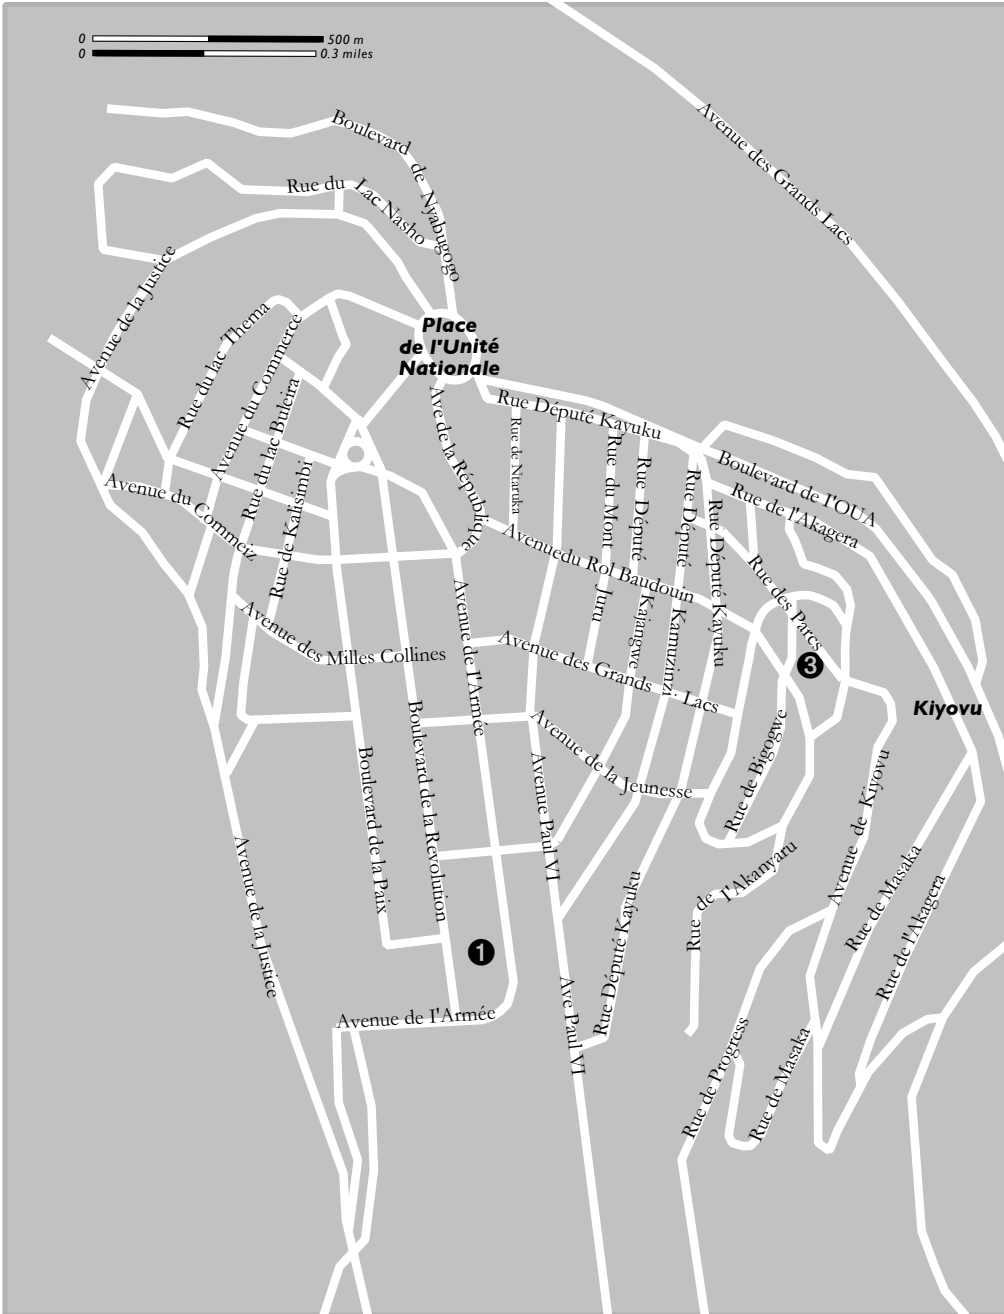 0 500 m
0 0.3 miles
Avenue des Grands Lacs
Boulevard de Nyabugogo
Rue du Lac Nasho
Avenue de la Justice
Rue du lac Thema
Avenue du Commerce
Place
de l'Unité
Nationale
Rue du lac Buleira
Ave de la République
Rue Député Kayuku
Rue de Ntaruka
Rue du Mont Juru
Rue Député Kajangwe
Rue Député Kamuzinzi
Rue Député Kayuku
Boulevard de I'OUA
Rue de l'Akagera
Avenue du Commeiz
Rue de Kalisimbi
Avenuedu Rol Baudouin
Rue des Parcs
Avenue de I'Armée
Avenue des Milles Collines
Avenue des Grands Lacs
3
Kiyovu
Boulevard de la Paix
Boulevard de la Revolution
Avenue de la Jeunesse
Avenue Paul VI
Rue de Bigogwe
Avenue de Kiyovu
Avenue de la Justice
Rue Député Kayuku
Rue de I'Akanyaru
Rue de Masaka
Rue de l'Akagera
1
Avenue de I'Armée
Ave Paul VI
Rue de Progress
Rue de Masaka